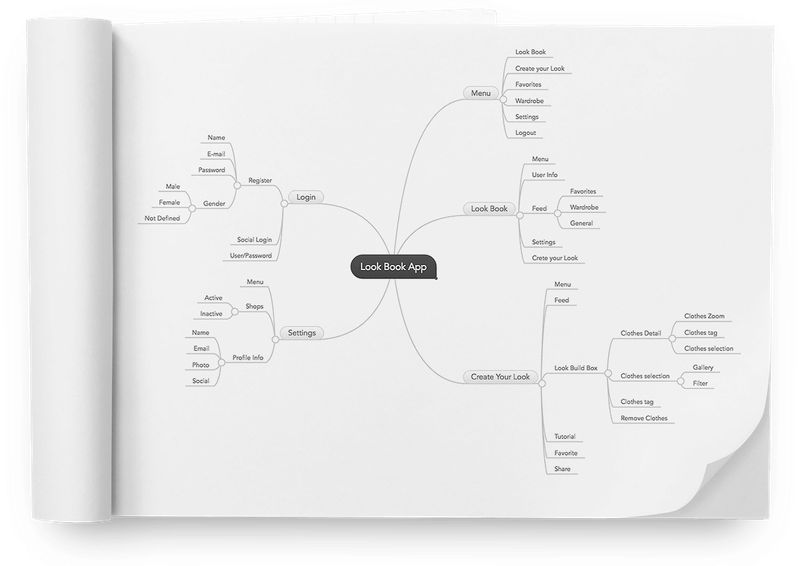 Look Book App
Menu
Look Book
Create your Look
Favorites
Wardrobe
Settings
Logout
Look Book
Menu
User Info
Feed
Favorites
Wardrobe
General
Settings
Crete your Look
Create Your Look
Menu
Feed
Look Build Box
Clothes Detail
Clothes Zoom
Clothes tag
Clothes selection
Clothes selection
Gallery
Filter
Clothes tag
Remove Clothes
Tutorial
Favorite
Share
Login
Register
Name
E-mail
Password
Gender
Male
Female
Not Defined
Social Login
User/Password
Settings
Menu
Shops
Active
Inactive
Profile Info
Name
Email
Photo
Social